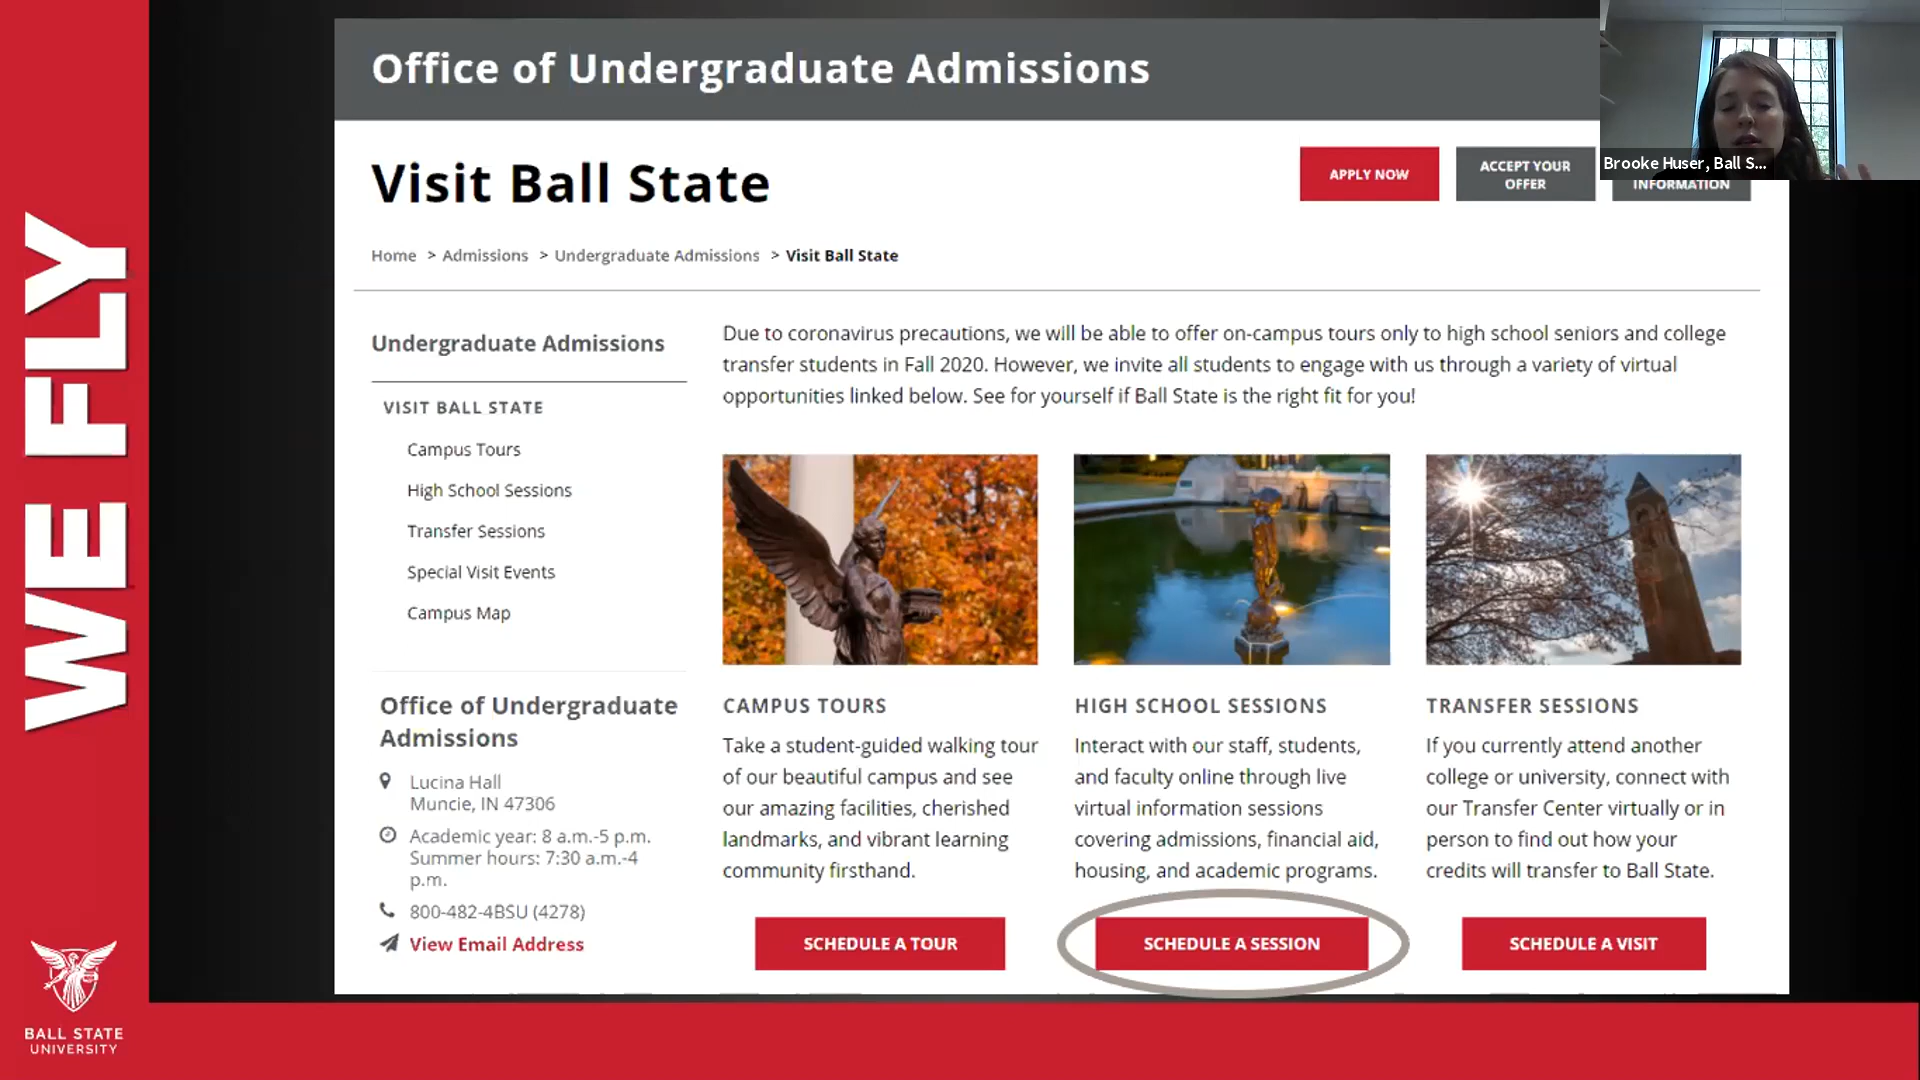 WE FLY
BALL STATE
UNIVERSITY
Office of Undergraduate Admissions
Brooke Huser, Ball S...
Visit Ball State
APPLY NOW
ACCEPT YOUR
OFFER
INFORMATION
Home > Admissions > Undergraduate Admissions > Visit Ball State
Undergraduate Admissions
VISIT BALL STATE
Campus Tours
High School Sessions
Transfer Sessions
Special Visit Events
Campus Map
Office of Undergraduate
Admissions
Lucina Hall
Muncie, IN 47306
Academic year: 8 a.m.-5 p.m.
Summer hours: 7:30 a.m.-4
p.m.
800-482-4BSU (4278)
View Email Address
Due to coronavirus precautions, we will be able to offer on-campus tours only to high school seniors and college
transfer students in Fall 2020. However, we invite all students to engage with us through a variety of virtual
opportunities linked below. See for yourself if Ball State is the right fit for you!
CAMPUS TOURS
Take a student-guided walking tour
of our beautiful campus and see
our amazing facilities, cherished
landmarks, and vibrant learning
community firsthand.
SCHEDULE A TOUR
HIGH SCHOOL SESSIONS
Interact with our staff, students,
and faculty online through live
virtual information sessions
covering admissions, financial aid,
housing, and academic programs.
SCHEDULE A SESSION
TRANSFER SESSIONS
If you currently attend another
college or university, connect with
our Transfer Center virtually or in
person to find out how your
credits will transfer to Ball State.
SCHEDULE A VISIT